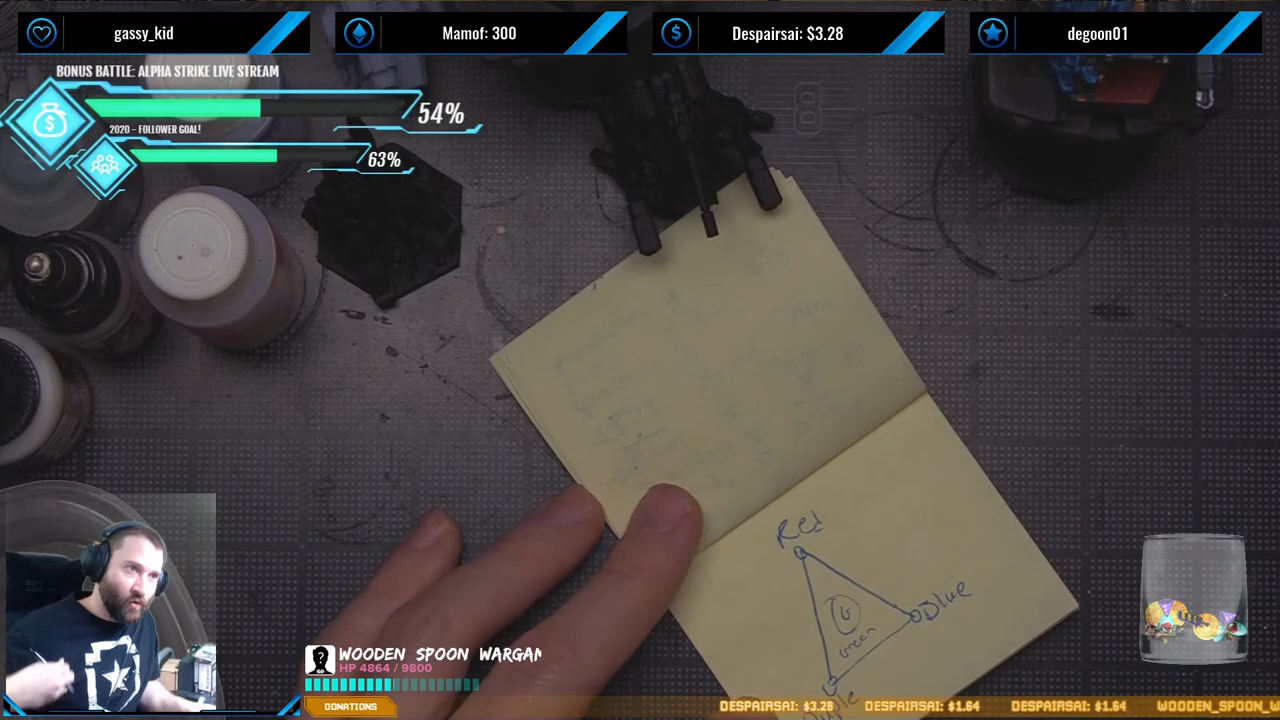 gassy_kid
Mamof: 300
Despairsai: $3.28
degoon01
BONUS BATTLE: ALPHA STRIKE LIVE STREAM
54%
2020 - FOLLOWER GOAL!
63%
8
Red
Blue
Green
WOODEN SPOON WARGAM
HP 4864 / 9800
DONATIONS
DESPAIRSAI: $3.28
DESPAIRSAI: $1.64
DESPAIRSAI: $1.64
WOODEN_SPOON_W